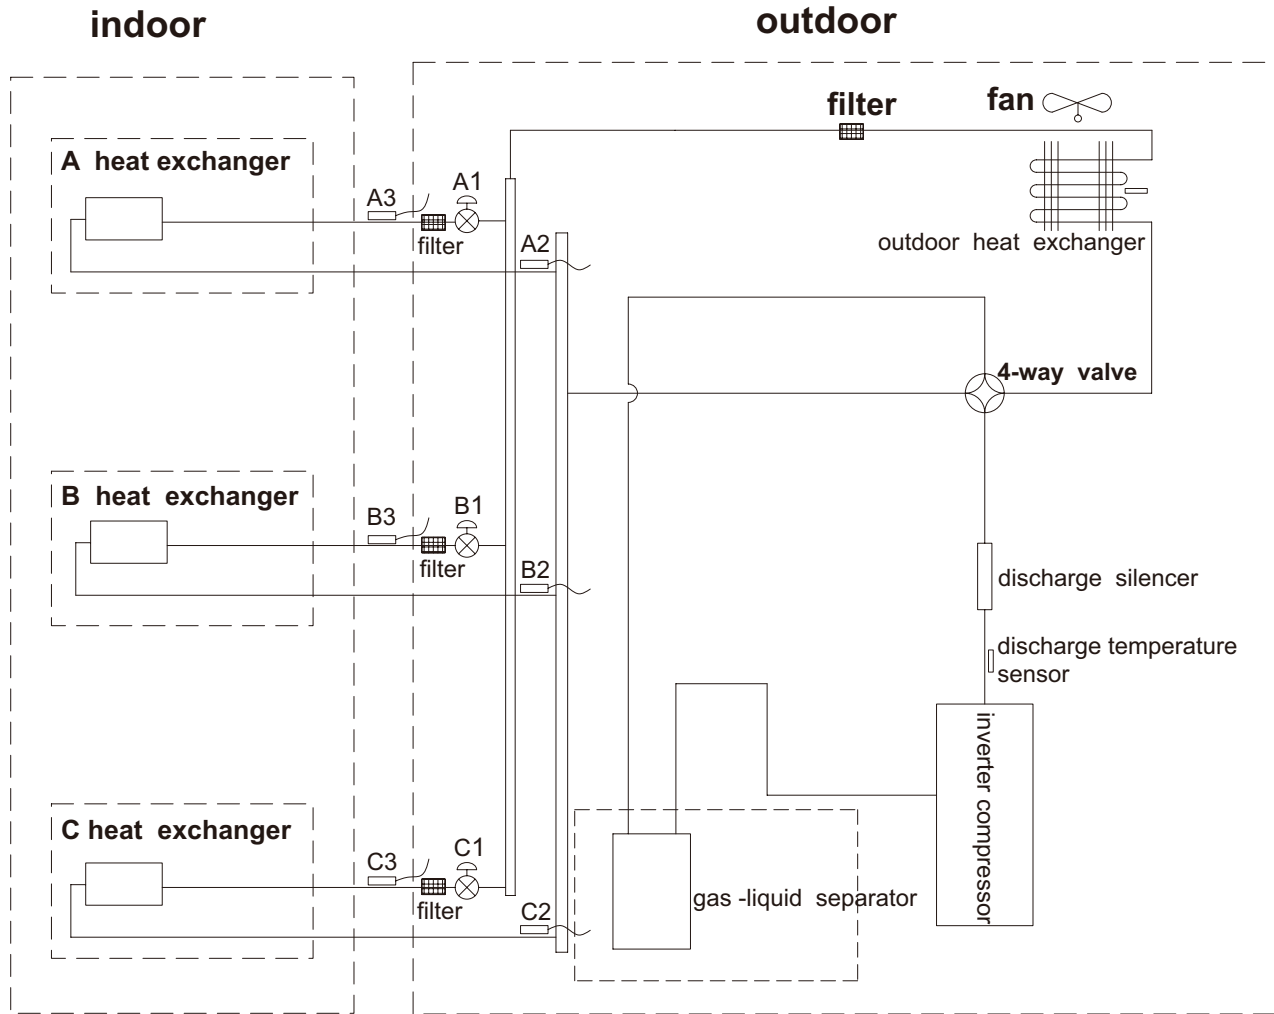 indoor
outdoor
filter
fan
A heat exchanger
A3
A1
filter
A2
outdoor heat exchanger
4-way valve
B heat exchanger
B3
B1
filter
B2
discharge silencer
discharge temperature
sensor
inverter compressor
C heat exchanger
C3
C1
filter
C2
gas -liquid separator